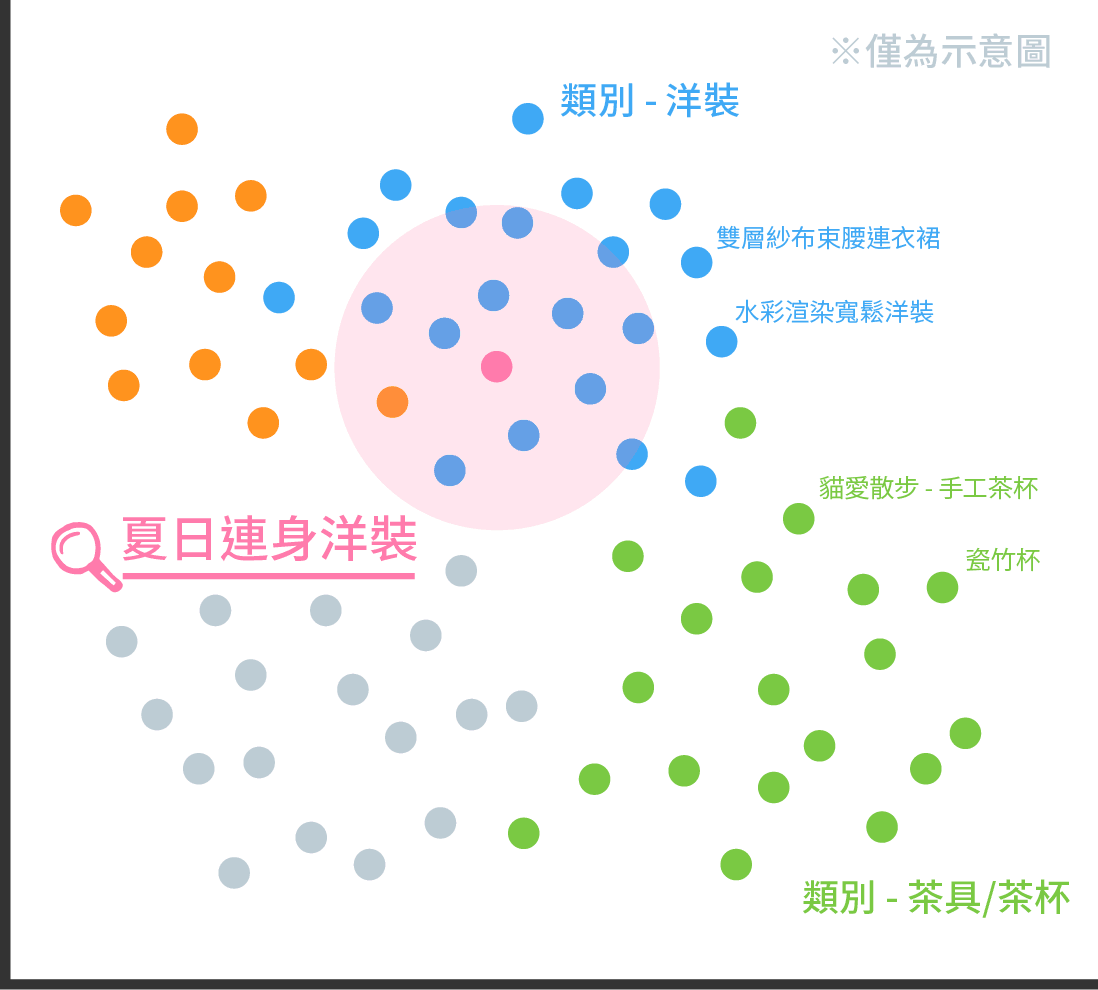 ※僅為示意圖
類別 - 洋裝
雙層紗布束腰連衣裙
水彩渲染寬鬆洋裝
貓愛散步 - 手工茶杯
夏日連身洋裝
瓷竹杯
類別 - 茶具/茶杯